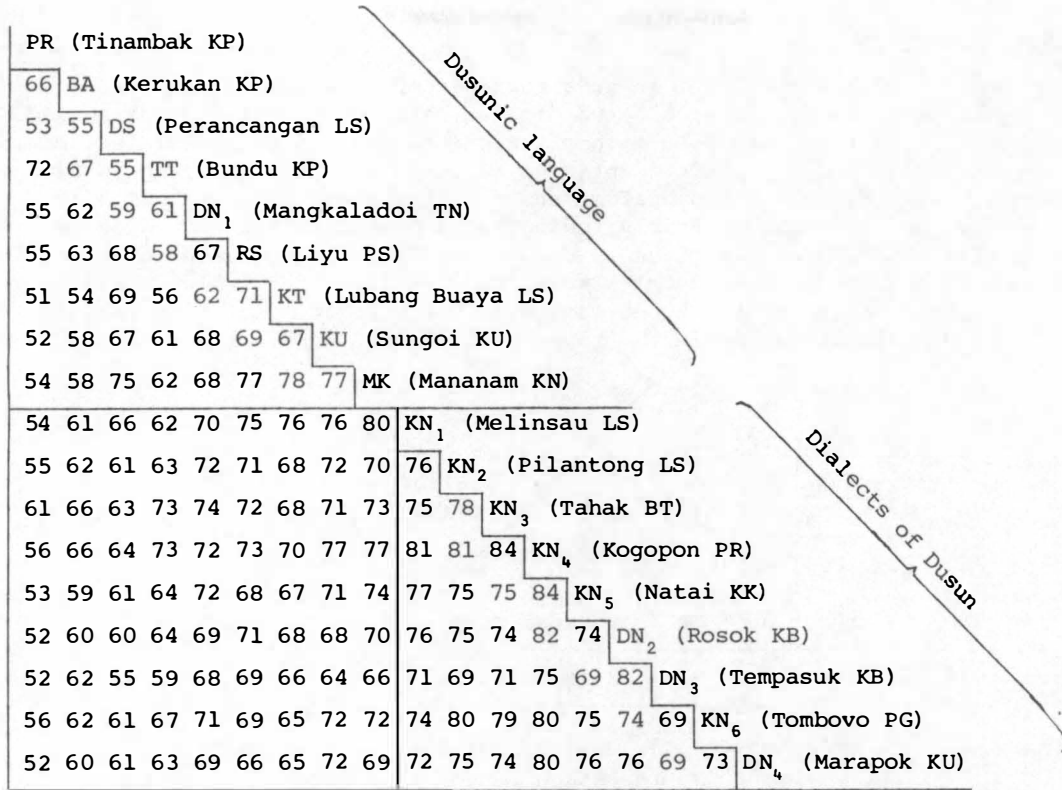 PR (Tinambak KP)
66 BA (Kerukan KP)
53 55 DS (Perancangan LS)
72 67 55 TT (Bundu KP)
55 62 59 61 DN₁ (Mangkaladoi TN)
55 63 68 58 67 RS (Liyu PS)
51 54 69 56 62 71 KT (Lubang Buaya LS)
52 58 67 61 68 69 67 KU (Sungoi KU)
54 58 75 62 68 77 78 77 MK (Mananam KN)
Dusunic language
54 61 66 62 70 75 76 76 80 KN₁ (Melinsau LS)
55 62 61 63 72 71 68 72 70 76 KN₂ (Pilantong LS)
61 66 63 73 74 72 68 71 73 75 78 KN₃ (Tahak BT)
56 66 64 73 72 73 70 77 77 81 81 84 KN₄ (Kogopon PR)
53 59 61 64 72 68 67 71 74 77 75 75 84 KN₅ (Natai KK)
52 60 60 64 69 71 68 68 70 76 75 74 82 74 DN₂ (Rosok KB)
52 62 55 59 68 69 66 64 66 71 69 71 75 69 82 DN₃ (Tempasuk KB)
56 62 61 67 71 69 65 72 72 74 80 79 80 75 74 69 KN₆ (Tombovo PG)
52 60 61 63 69 66 65 72 69 72 75 74 80 76 76 69 73 DN₄ (Marapok KU)
Dialects of Dusun